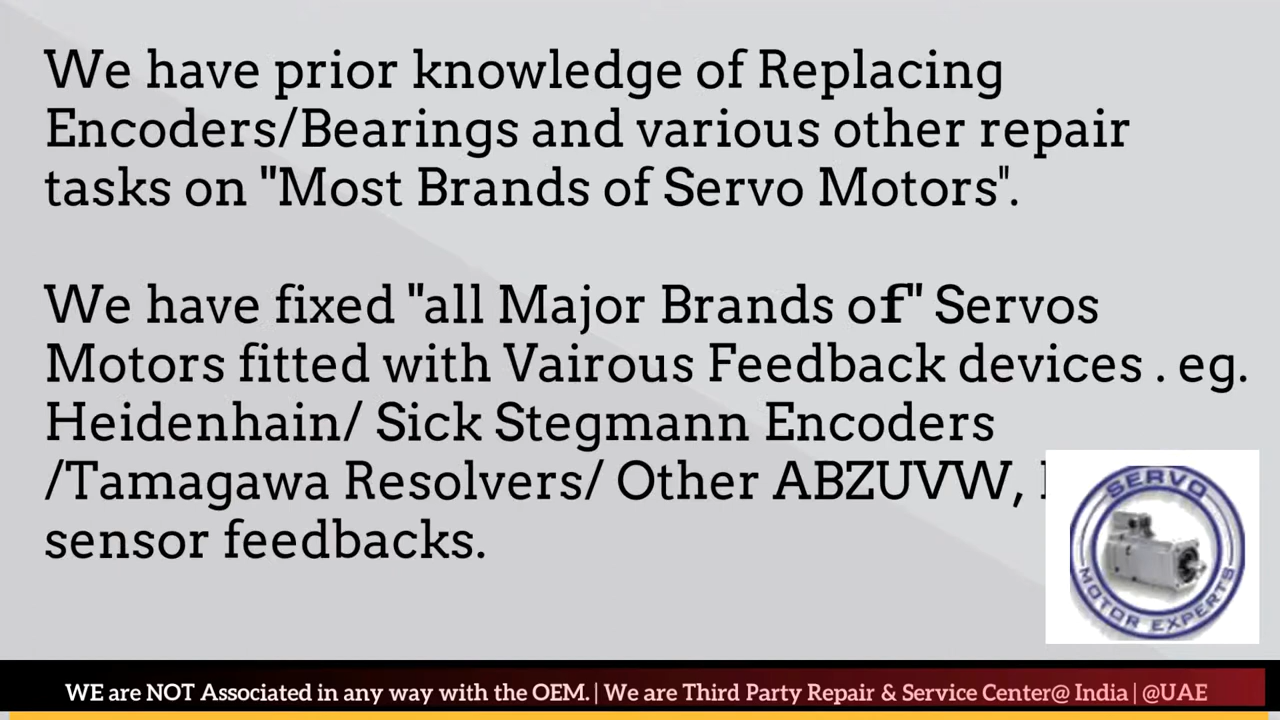 We have prior knowledge of Replacing
Encoders/Bearings and various other repair
tasks on "Most Brands of Servo Motors".
We have fixed "all Major Brands of" Servos
Motors fitted with Vairous Feedback devices . eg.
Heidenhain/ Sick Stegmann Encoders
/Tamagawa Resolvers/ Other ABZUVW,
sensor feedbacks.
SERVO
MOTOR EXPERTS
WE are NOT Associated in any way with the OEM. | We are Third Party Repair & Service Center@ India | @UAE